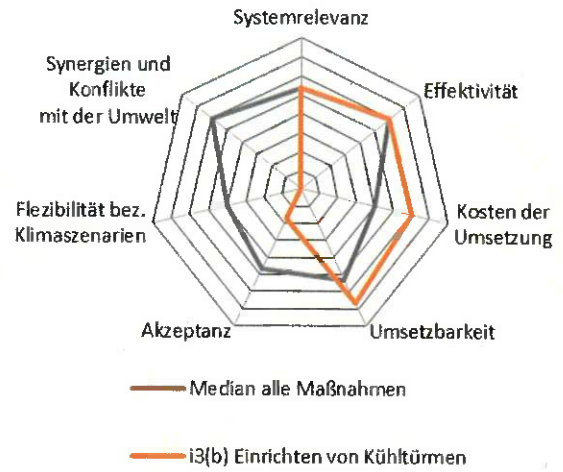 Systemrelevanz
Synergien und
Konflikte
mit der Umwelt
Effektivität
Flezibilität bez.
Klimaszenarien
Kosten der
Umsetzung
Akzeptanz
Umsetzbarkeit
Median alle Maßnahmen
i3(b) Einrichten von Kühltürmen